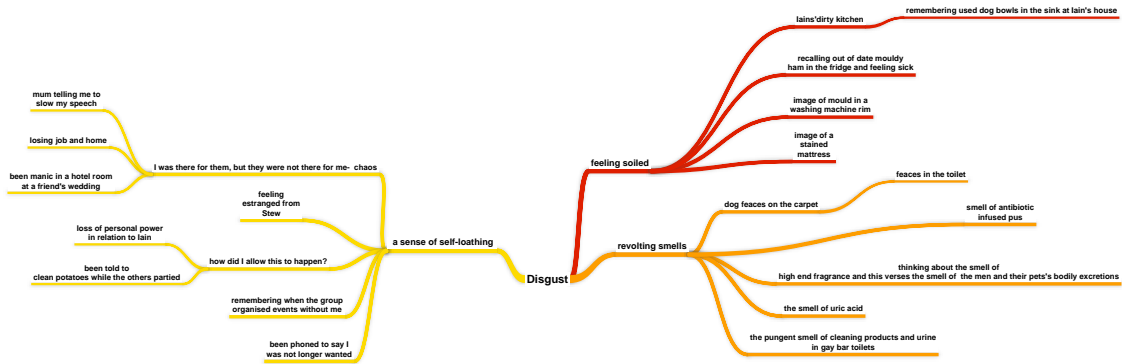 Disgust
feeling soiled
Iains'dirty kitchen
remembering used dog bowls in the sink at Iain's house
recalling out of date mouldy
ham in the fridge and feeling sick
image of mould in a
washing machine rim
image of a
stained
mattress
revolting smells
dog feaces on the carpet
feaces in the toilet
smell of antibiotic
infused pus
thinking about the smell of
high end fragrance and this verses the smell of the men and their pets's bodily excretions
the smell of uric acid
the pungent smell of cleaning products and urine
in gay bar toilets
a sense of self-loathing
I was there for them, but they were not there for me- chaos
mum telling me to
slow my speech
losing job and home
been manic in a hotel room
at a friend's wedding
feeling
estranged from
Stew
how did I allow this to happen?
loss of personal power
in relation to Iain
been told to
clean potatoes while the others partied
remembering when the group
organised events without me
been phoned to say I
was not longer wanted